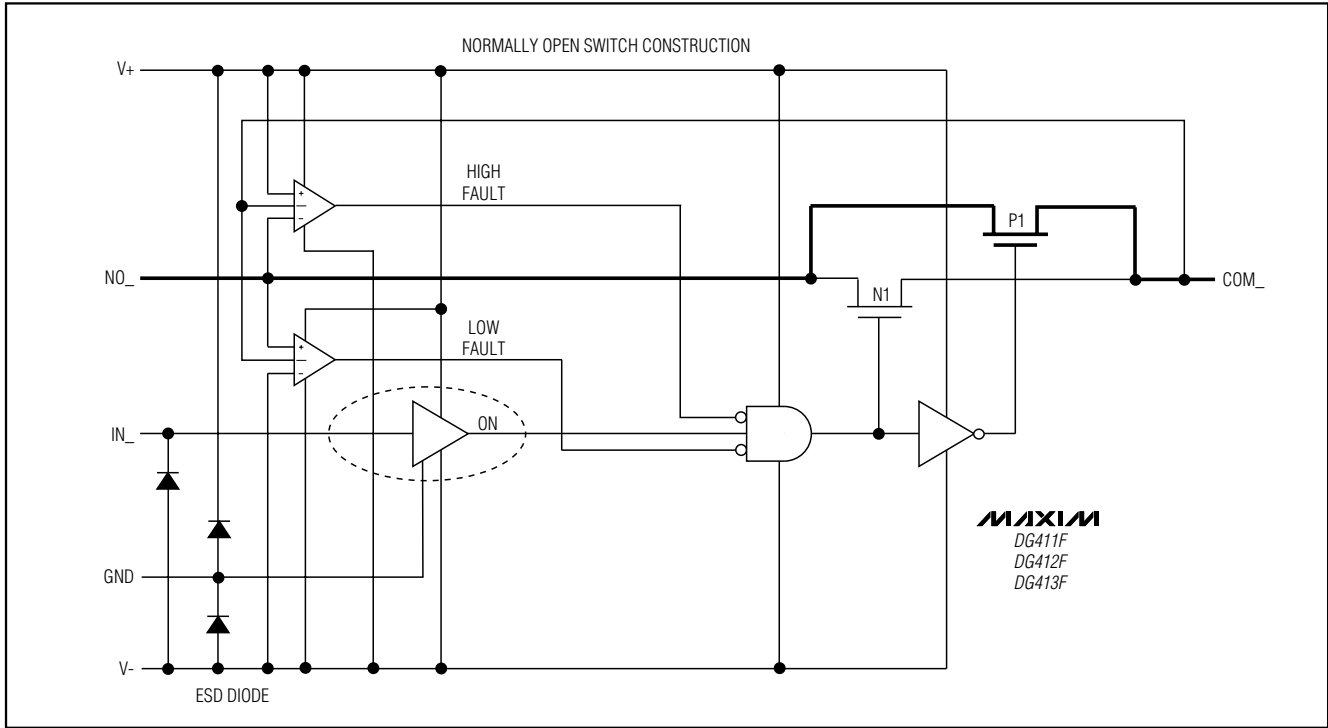 NORMALLY OPEN SWITCH CONSTRUCTION
V+
HIGH
FAULT
+
−
P1
NO_
COM_
N1
LOW
FAULT
+
−
ON
IN_
MAXIM
DG411F
DG412F
DG413F
GND
V-
ESD DIODE